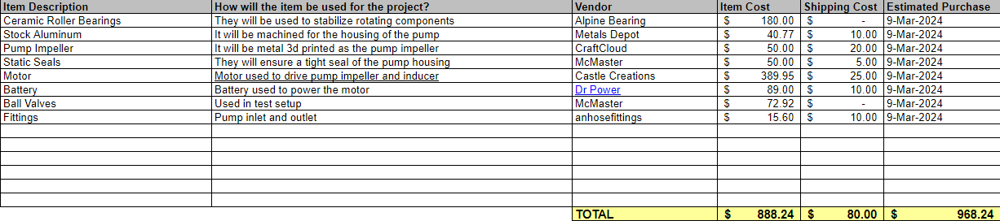 Item Description How will the item be used for the project? Vendor Item Cost Shipping Cost Estimated Purchase
Ceramic Roller Bearings They will be used to stabilize rotating components Alpine Bearing $ 180.00 $ - 9-Mar-2024
Stock Aluminum It will be machined for the housing of the pump Metals Depot $ 40.77 $ 10.00 9-Mar-2024
Pump Impeller It will be metal 3d printed as the pump impeller CraftCloud $ 50.00 $ 20.00 9-Mar-2024
Static Seals They will ensure a tight seal of the pump housing McMaster $ 50.00 $ 5.00 9-Mar-2024
Motor Motor used to drive pump impeller and inducer Castle Creations $ 389.95 $ 25.00 9-Mar-2024
Battery Battery used to power the motor Dr Power $ 89.00 $ 10.00 9-Mar-2024
Ball Valves Used in test setup McMaster $ 72.92 $ - 9-Mar-2024
Fittings Pump inlet and outlet anhosefittings $ 15.60 $ 10.00 9-Mar-2024
TOTAL $ 888.24 $ 80.00 $ 968.24